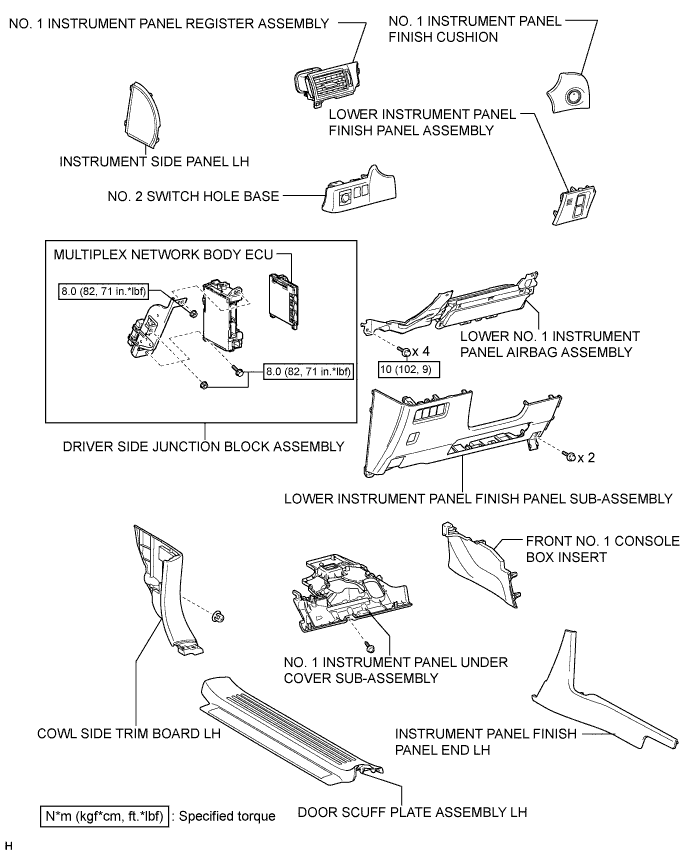 NO. 1 INSTRUMENT PANEL REGISTER ASSEMBLY
NO. 1 INSTRUMENT PANEL
FINISH CUSHION
LOWER INSTRUMENT PANEL
FINISH PANEL ASSEMBLY
INSTRUMENT SIDE PANEL LH
NO. 2 SWITCH HOLE BASE
MULTIPLEX NETWORK BODY ECU
8.0 (82, 71 in.*lbf)
8.0 (82, 71 in.*lbf)
DRIVER SIDE JUNCTION BLOCK ASSEMBLY
LOWER NO. 1 INSTRUMENT
PANEL AIRBAG ASSEMBLY
x 4
10 (102, 9)
x 2
LOWER INSTRUMENT PANEL FINISH PANEL SUB-ASSEMBLY
FRONT NO. 1 CONSOLE
BOX INSERT
NO. 1 INSTRUMENT PANEL UNDER
COVER SUB-ASSEMBLY
COWL SIDE TRIM BOARD LH
INSTRUMENT PANEL FINISH
PANEL END LH
DOOR SCUFF PLATE ASSEMBLY LH
N*m (kgf*cm, ft.*lbf) : Specified torque
H